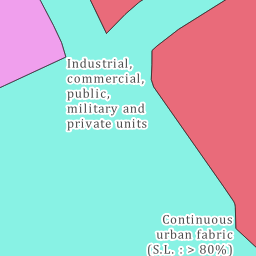 Industrial,
commercial,
public,
military and
private units
Continuous
urban fabric
(S.L. : > 80%)